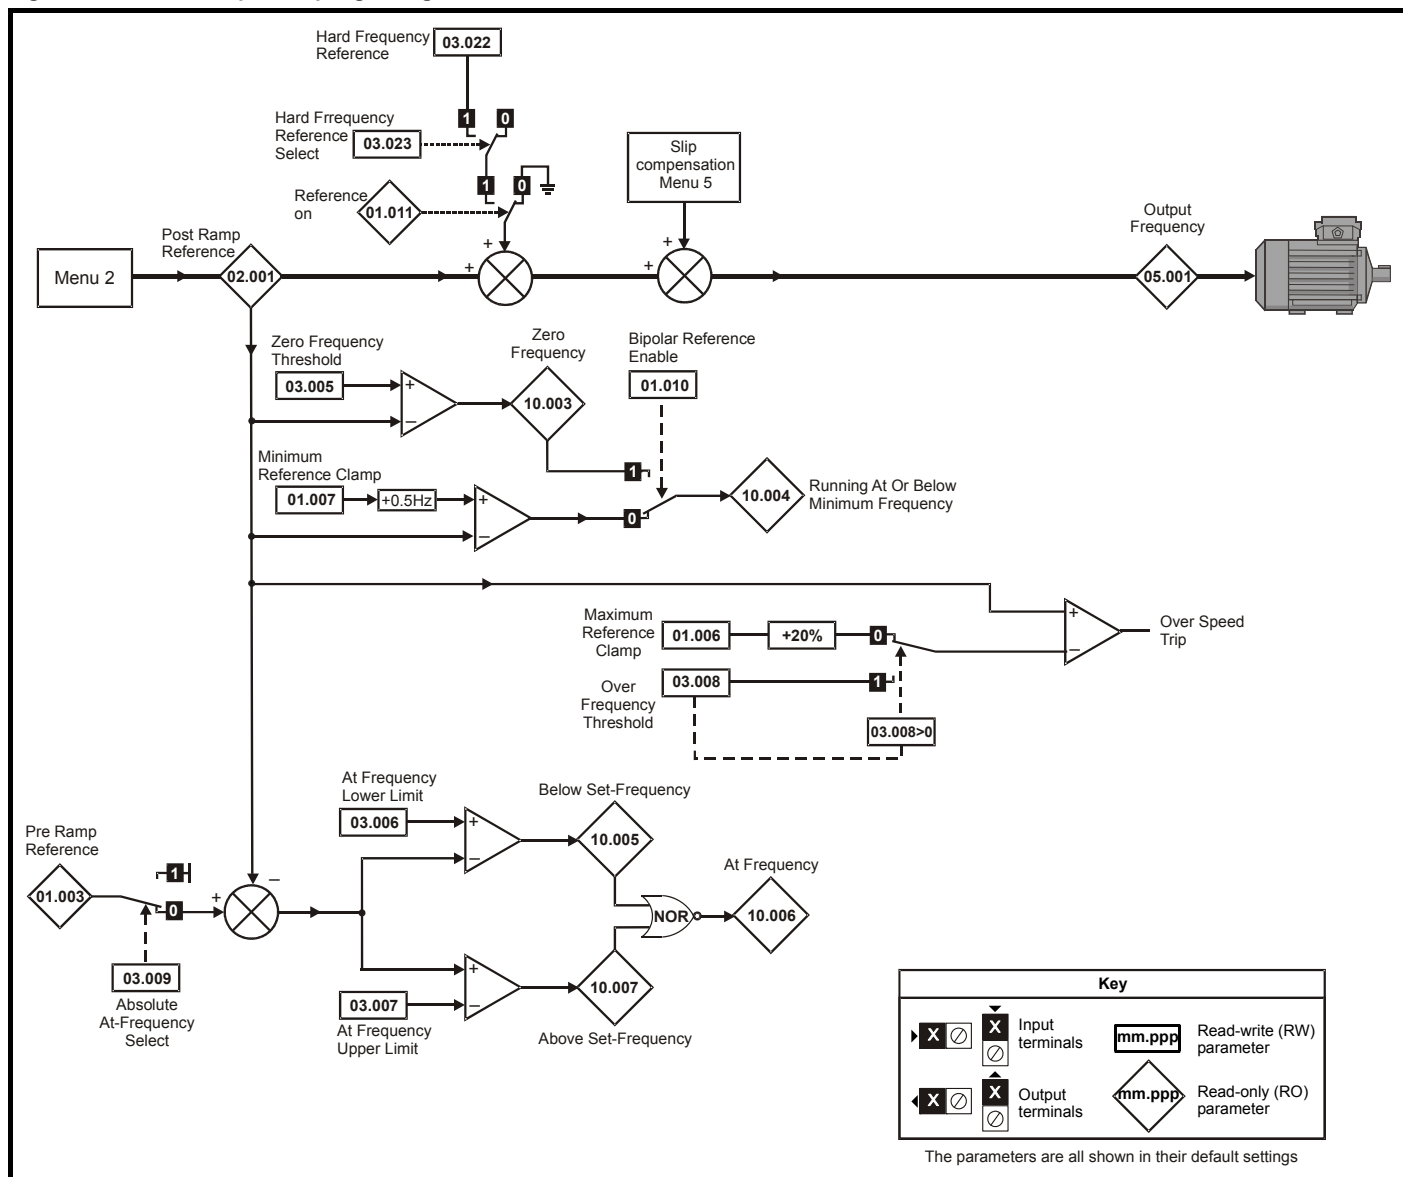 Hard Frequency
Reference
03.022
1 0
Hard Frrequency
Reference
Select
03.023
1 0
Reference
on
01.011
Slip
compensation
Menu 5
Output
Frequency
05.001
Post Ramp
Reference
Menu 2
02.001
+
+
+
+
Zero Frequency
Threshold
03.005
+
–
Zero
Frequency
10.003
Bipolar Reference
Enable
01.010
1
0
Minimum
Reference Clamp
01.007
+0.5Hz
+
–
10.004
Running At Or Below
Minimum Frequency
Maximum
Reference
Clamp
01.006
+20%
0
Over
Frequency
Threshold
03.008
1
03.008>0
+
–
Over Speed
Trip
At Frequency
Lower Limit
03.006
+
–
Below Set-Frequency
10.005
Pre Ramp
Reference
01.003
1
0
+
–
03.009
Absolute
At-Frequency
Select
+
–
03.007
At Frequency
Upper Limit
10.007
Above Set-Frequency
NOR
At Frequency
10.006
Key
X
X
Input
terminals
mm.ppp
Read-write (RW)
parameter
X
X
Output
terminals
mm.ppp
Read-only (RO)
parameter
The parameters are all shown in their default settings